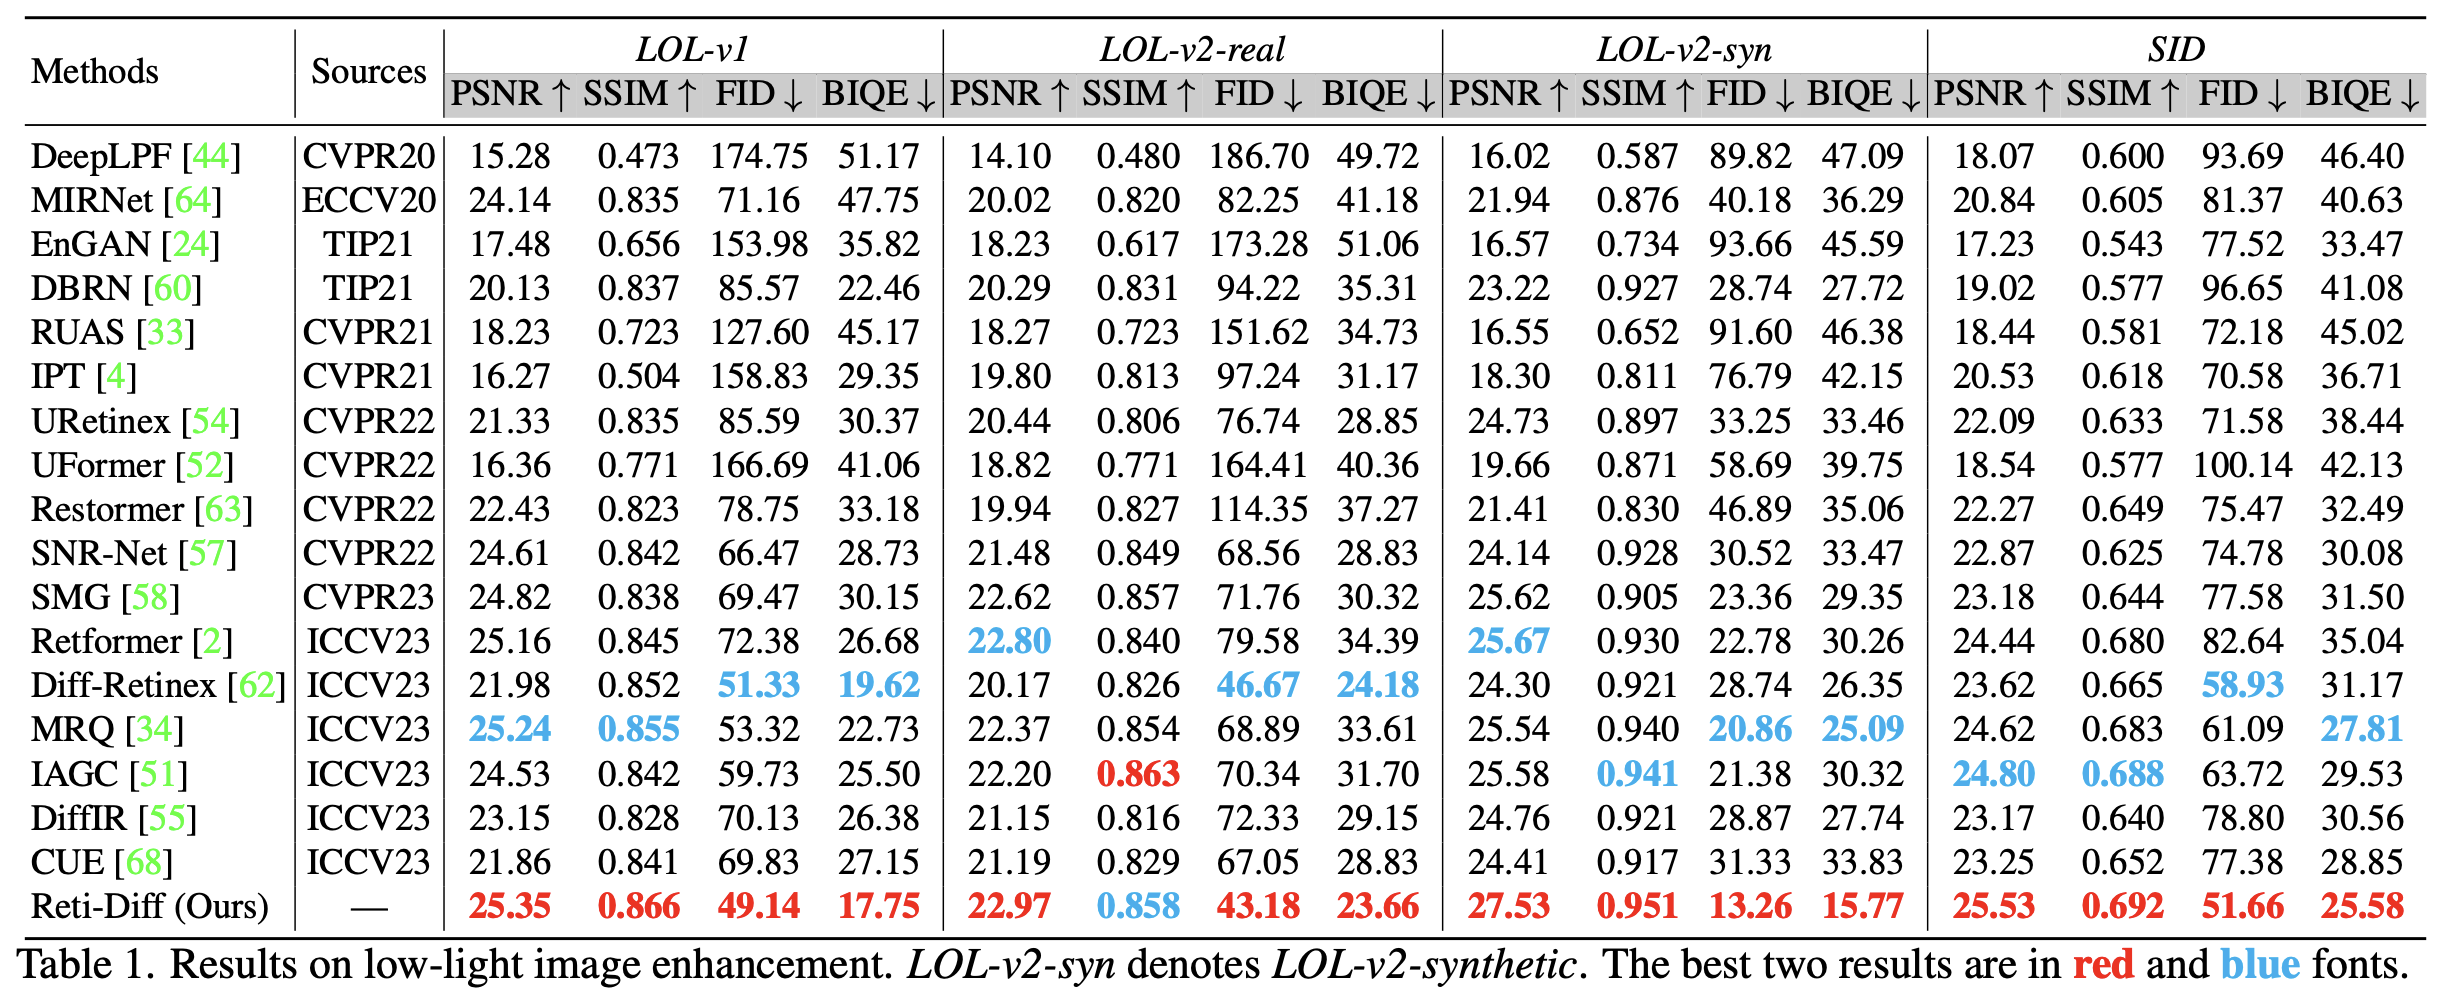 Methods Sources LOL-v1 LOL-v2-real LOL-v2-syn SID
PSNR ↑ SSIM ↑ FID ↓ BIQE ↓ PSNR ↑ SSIM ↑ FID ↓ BIQE ↓ PSNR ↑ SSIM ↑ FID ↓ BIQE ↓ PSNR ↑ SSIM ↑ FID ↓ BIQE ↓
DeepLPF [44] CVPR20 15.28 0.473 174.75 51.17 14.10 0.480 186.70 49.72 16.02 0.587 89.82 47.09 18.07 0.600 93.69 46.40
MIRNet [64] ECCV20 24.14 0.835 71.16 47.75 20.02 0.820 82.25 41.18 21.94 0.876 40.18 36.29 20.84 0.605 81.37 40.63
EnGAN [24] TIP21 17.48 0.656 153.98 35.82 18.23 0.617 173.28 51.06 16.57 0.734 93.66 45.59 17.23 0.543 77.52 33.47
DBRN [60] TIP21 20.13 0.837 85.57 22.46 20.29 0.831 94.22 35.31 23.22 0.927 28.74 27.72 19.02 0.577 96.65 41.08
RUAS [33] CVPR21 18.23 0.723 127.60 45.17 18.27 0.723 151.62 34.73 16.55 0.652 91.60 46.38 18.44 0.581 72.18 45.02
IPT [4] CVPR21 16.27 0.504 158.83 29.35 19.80 0.813 97.24 31.17 18.30 0.811 76.79 42.15 20.53 0.618 70.58 36.71
URetinex [54] CVPR22 21.33 0.835 85.59 30.37 20.44 0.806 76.74 28.85 24.73 0.897 33.25 33.46 22.09 0.633 71.58 38.44
UFormer [52] CVPR22 16.36 0.771 166.69 41.06 18.82 0.771 164.41 40.36 19.66 0.871 58.69 39.75 18.54 0.577 100.14 42.13
Restormer [63] CVPR22 22.43 0.823 78.75 33.18 19.94 0.827 114.35 37.27 21.41 0.830 46.89 35.06 22.27 0.649 75.47 32.49
SNR-Net [57] CVPR22 24.61 0.842 66.47 28.73 21.48 0.849 68.56 28.83 24.14 0.928 30.52 33.47 22.87 0.625 74.78 30.08
SMG [58] CVPR23 24.82 0.838 69.47 30.15 22.62 0.857 71.76 30.32 25.62 0.905 23.36 29.35 23.18 0.644 77.58 31.50
Retformer [2] ICCV23 25.16 0.845 72.38 26.68 22.80 0.840 79.58 34.39 25.67 0.930 22.78 30.26 24.44 0.680 82.64 35.04
Diff-Retinex [62] ICCV23 21.98 0.852 51.33 19.62 20.17 0.826 46.67 24.18 24.30 0.921 28.74 26.35 23.62 0.665 58.93 31.17
MRQ [34] ICCV23 25.24 0.855 53.32 22.73 22.37 0.854 68.89 33.61 25.54 0.940 20.86 25.09 24.62 0.683 61.09 27.81
IAGC [51] ICCV23 24.53 0.842 59.73 25.50 22.20 0.863 70.34 31.70 25.58 0.941 21.38 30.32 24.80 0.688 63.72 29.53
DiffIR [55] ICCV23 23.15 0.828 70.13 26.38 21.15 0.816 72.33 29.15 24.76 0.921 28.87 27.74 23.17 0.640 78.80 30.56
CUE [68] ICCV23 21.86 0.841 69.83 27.15 21.19 0.829 67.05 28.83 24.41 0.917 31.33 33.83 23.25 0.652 77.38 28.85
Reti-Diff (Ours) — 25.35 0.866 49.14 17.75 22.97 0.858 43.18 23.66 27.53 0.951 13.26 15.77 25.53 0.692 51.66 25.58
Table 1. Results on low-light image enhancement. LOL-v2-syn denotes LOL-v2-synthetic. The best two results are in red and blue fonts.